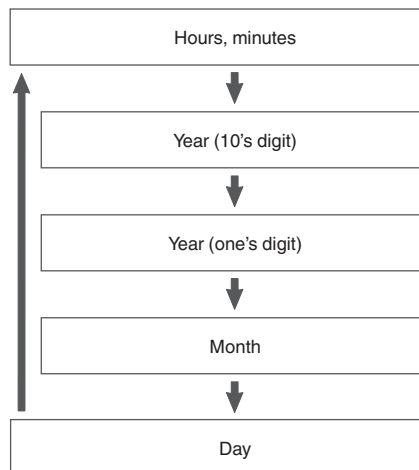 Hours, minutes
Year (10's digit)
Year (one's digit)
Month
Day